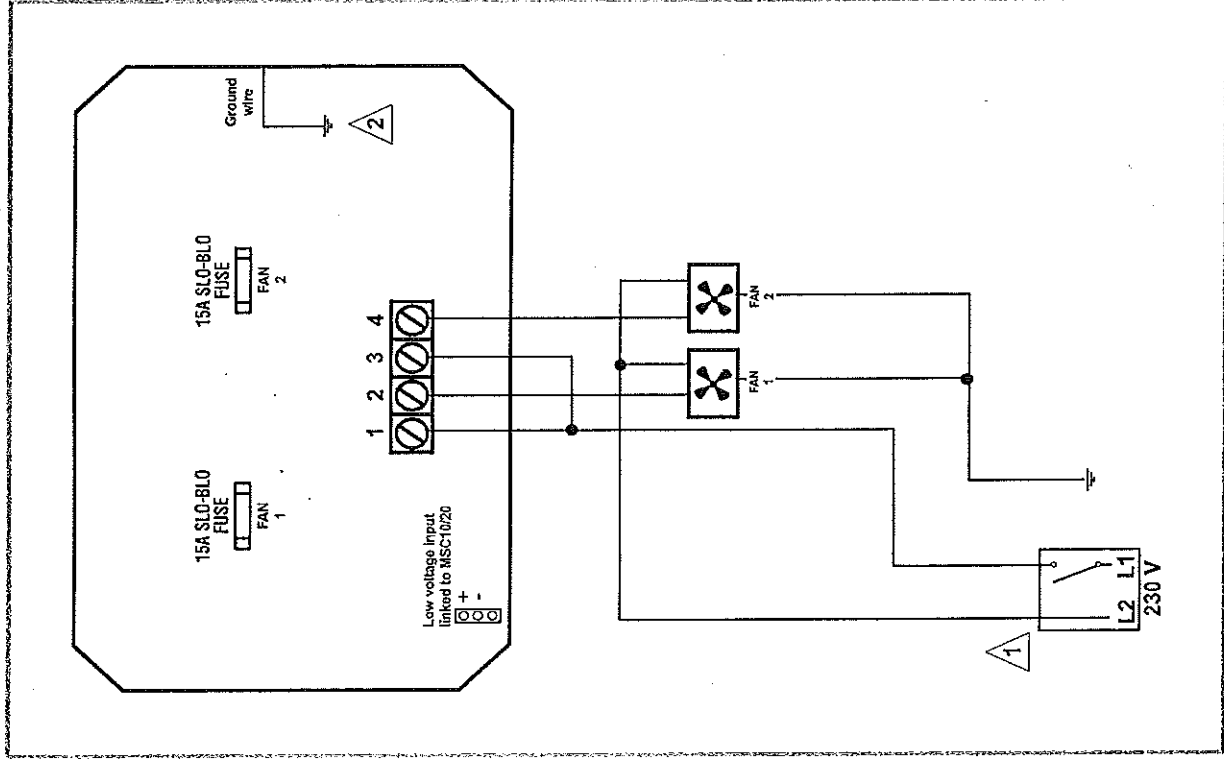 Ground
wire
2
15A SLO-BLO
FUSE
FAN
1
15A SLO-BLO
FUSE
FAN
2
Low voltage input
linked to MSC10/20
+
-
1 2 3 4
FAN
1
FAN
2
1
L2 L1
230 V